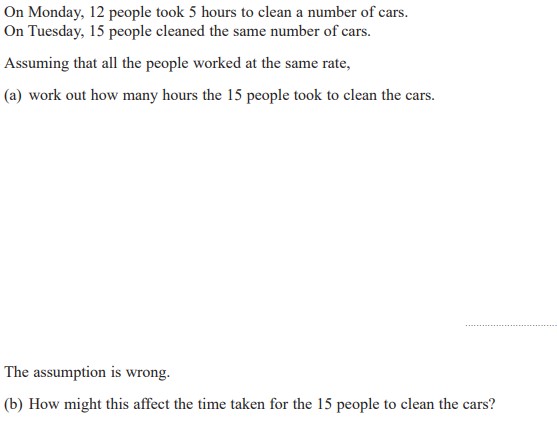 On Monday, 12 people took 5 hours to clean a number of cars.
On Tuesday, 15 people cleaned the same number of cars.
Assuming that all the people worked at the same rate,
(a) work out how many hours the 15 people took to clean the cars.
The assumption is wrong.
(b) How might this affect the time taken for the 15 people to clean the cars?